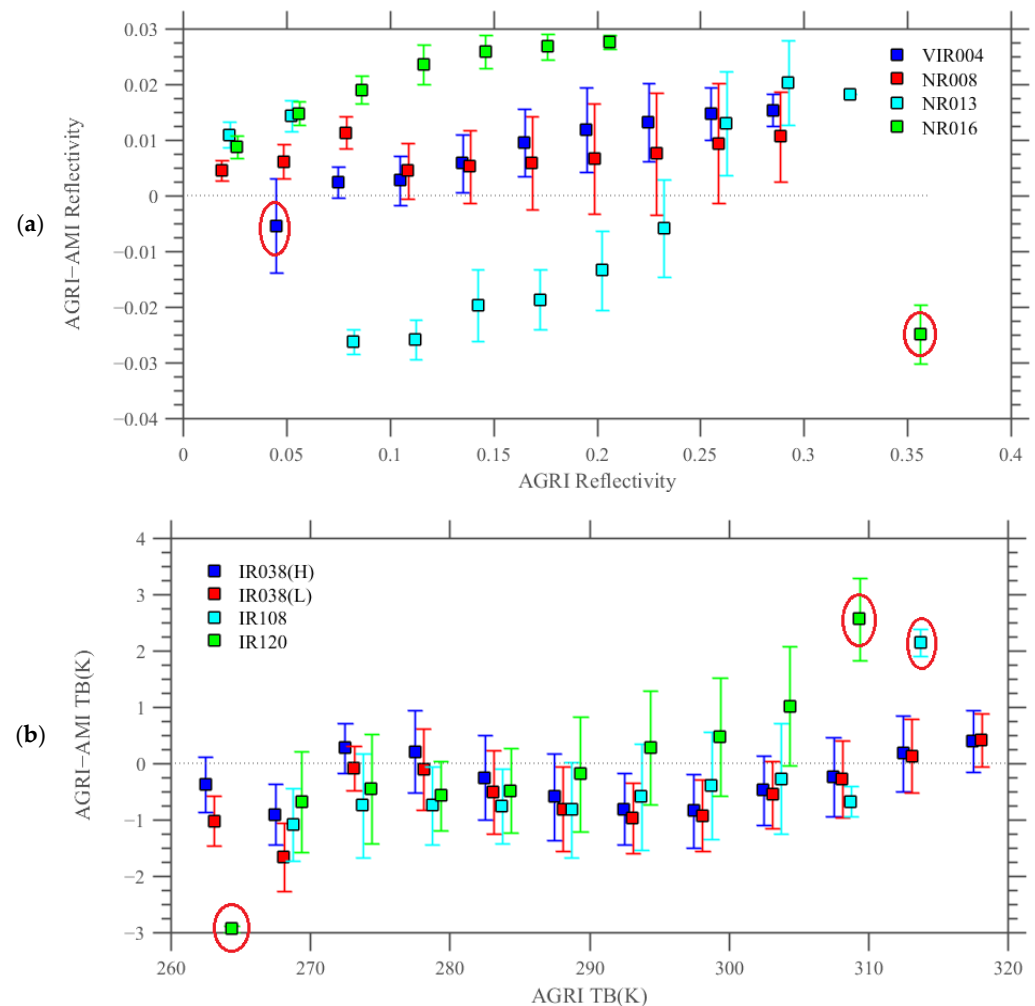 0.03
0.02
0.01
0
−0.01
−0.02
−0.03
−0.04
AGRI−AMI Reflectivity
(a)
VIR004
NR008
NR013
NR016
0 0.05 0.1 0.15 0.2 0.25 0.3 0.35 0.4
AGRI Reflectivity
4
3
2
1
0
−1
−2
−3
AGRI−AMI TB(K)
(b)
IR038(H)
IR038(L)
IR108
IR120
260 270 280 290 300 310 320
AGRI TB(K)